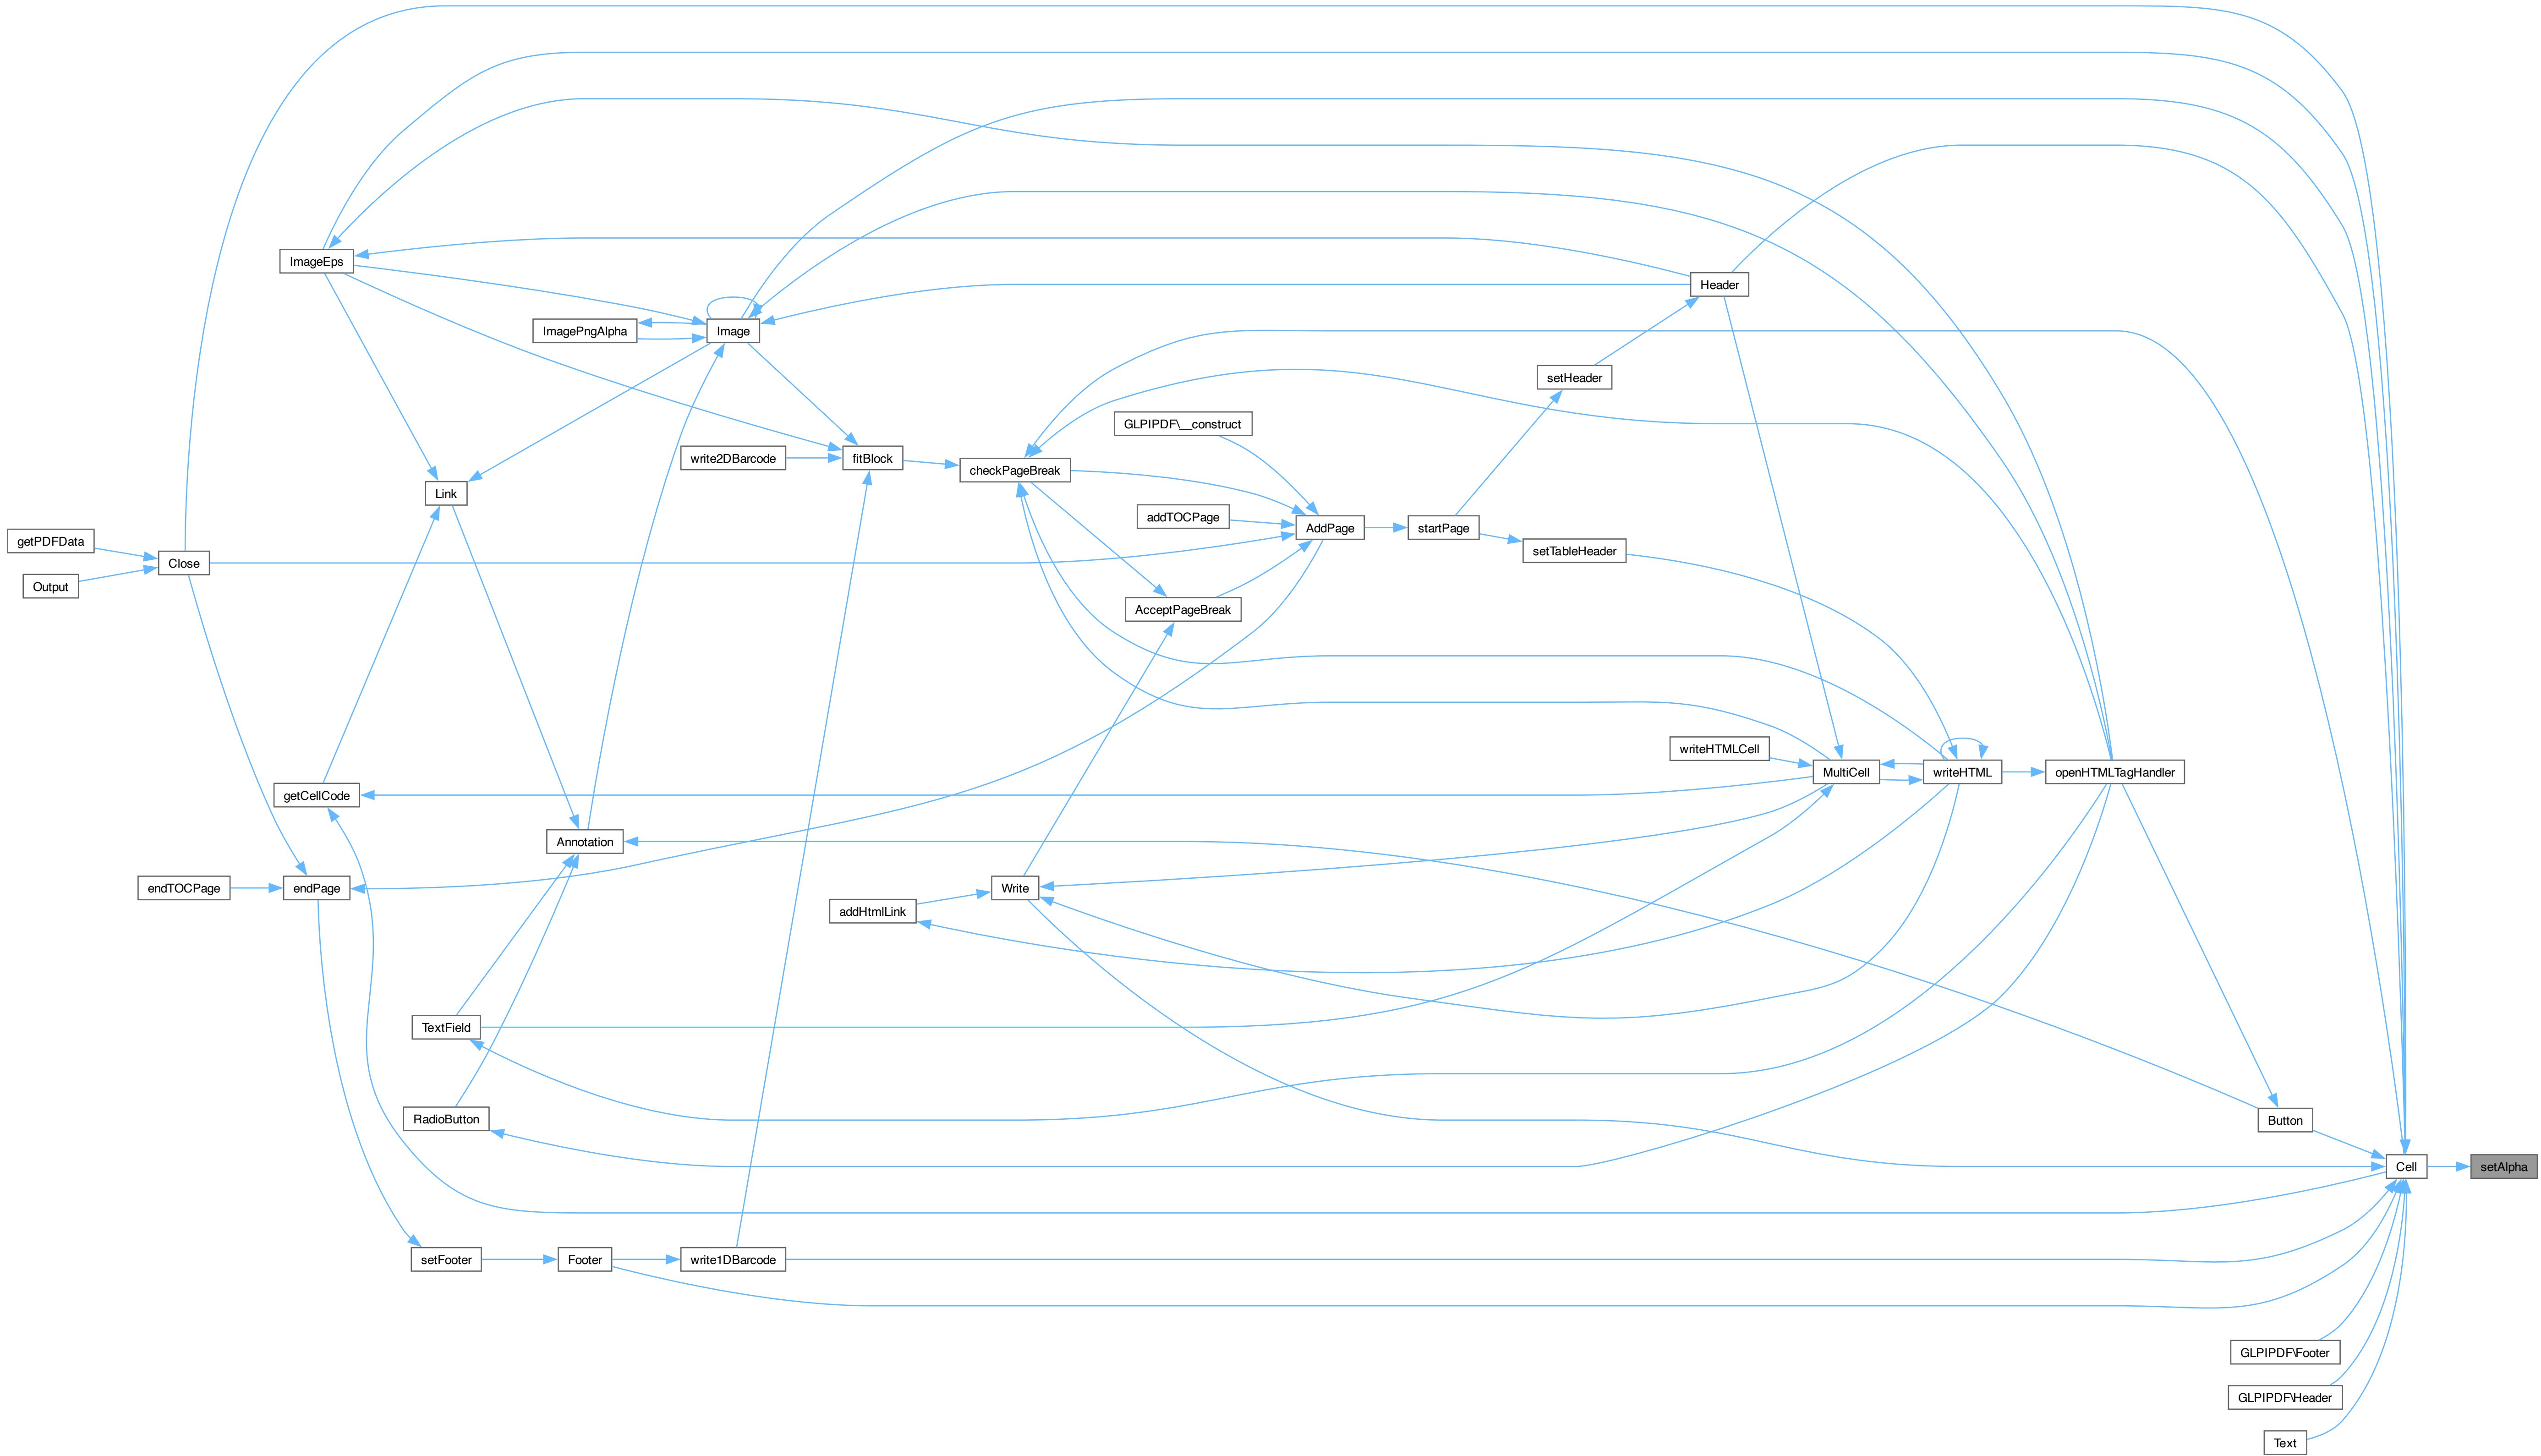 ImageEps
Header
ImagePngAlpha
Image
setHeader
GLPIPDF\__construct
write2DBarcode
fitBlock
checkPageBreak
Link
addTOCPage
AddPage
startPage
getPDFData
setTableHeader
Close
Output
AcceptPageBreak
writeHTMLCell
MultiCell
writeHTML
openHTMLTagHandler
getCellCode
Annotation
endTOCPage
endPage
Write
addHtmlLink
TextField
RadioButton
Button
Cell
setAlpha
setFooter
Footer
write1DBarcode
GLPIPDF\Footer
GLPIPDF\Header
Text